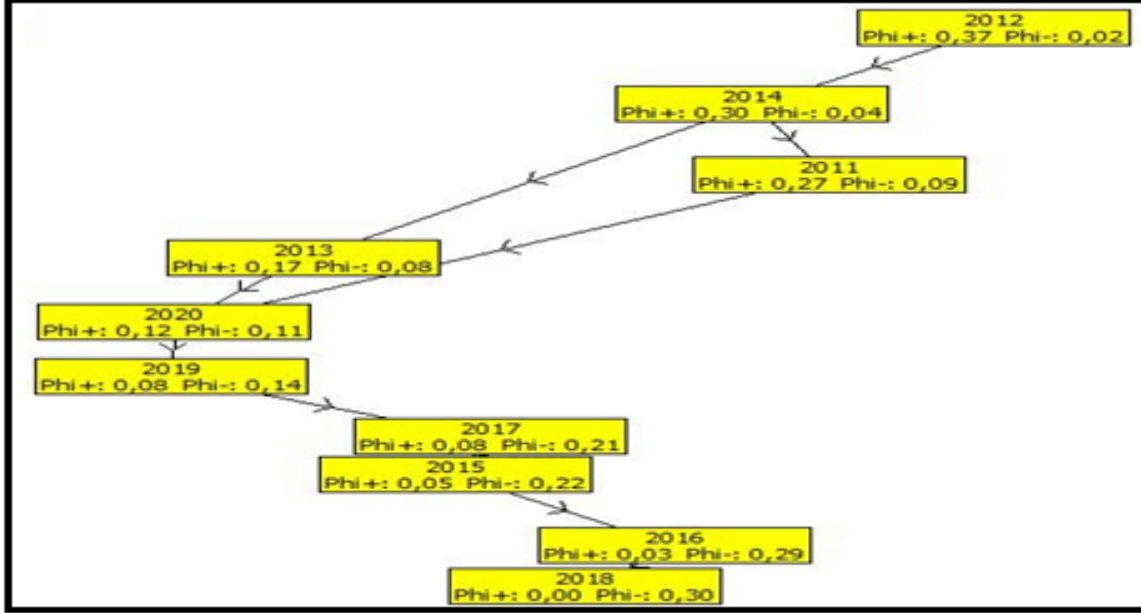 2012
Phi+: 0,37 Phi-: 0,02
2014
Phi+: 0,30 Phi-: 0,04
2011
Phi+: 0,27 Phi-: 0,09
2013
Phi+: 0,17 Phi-: 0,08
2020
Phi+: 0,12 Phi-: 0,11
2019
Phi+: 0,08 Phi-: 0,14
2017
Phi+: 0,08 Phi-: 0,21
2015
Phi+: 0,05 Phi-: 0,22
2016
Phi+: 0,03 Phi-: 0,29
2018
Phi+: 0,00 Phi-: 0,30